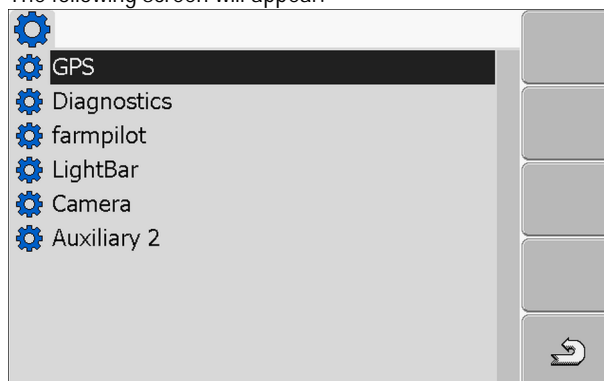 The following screen will appear:
GPS
Diagnostics
farmpilot
LightBar
Camera
Auxiliary 2